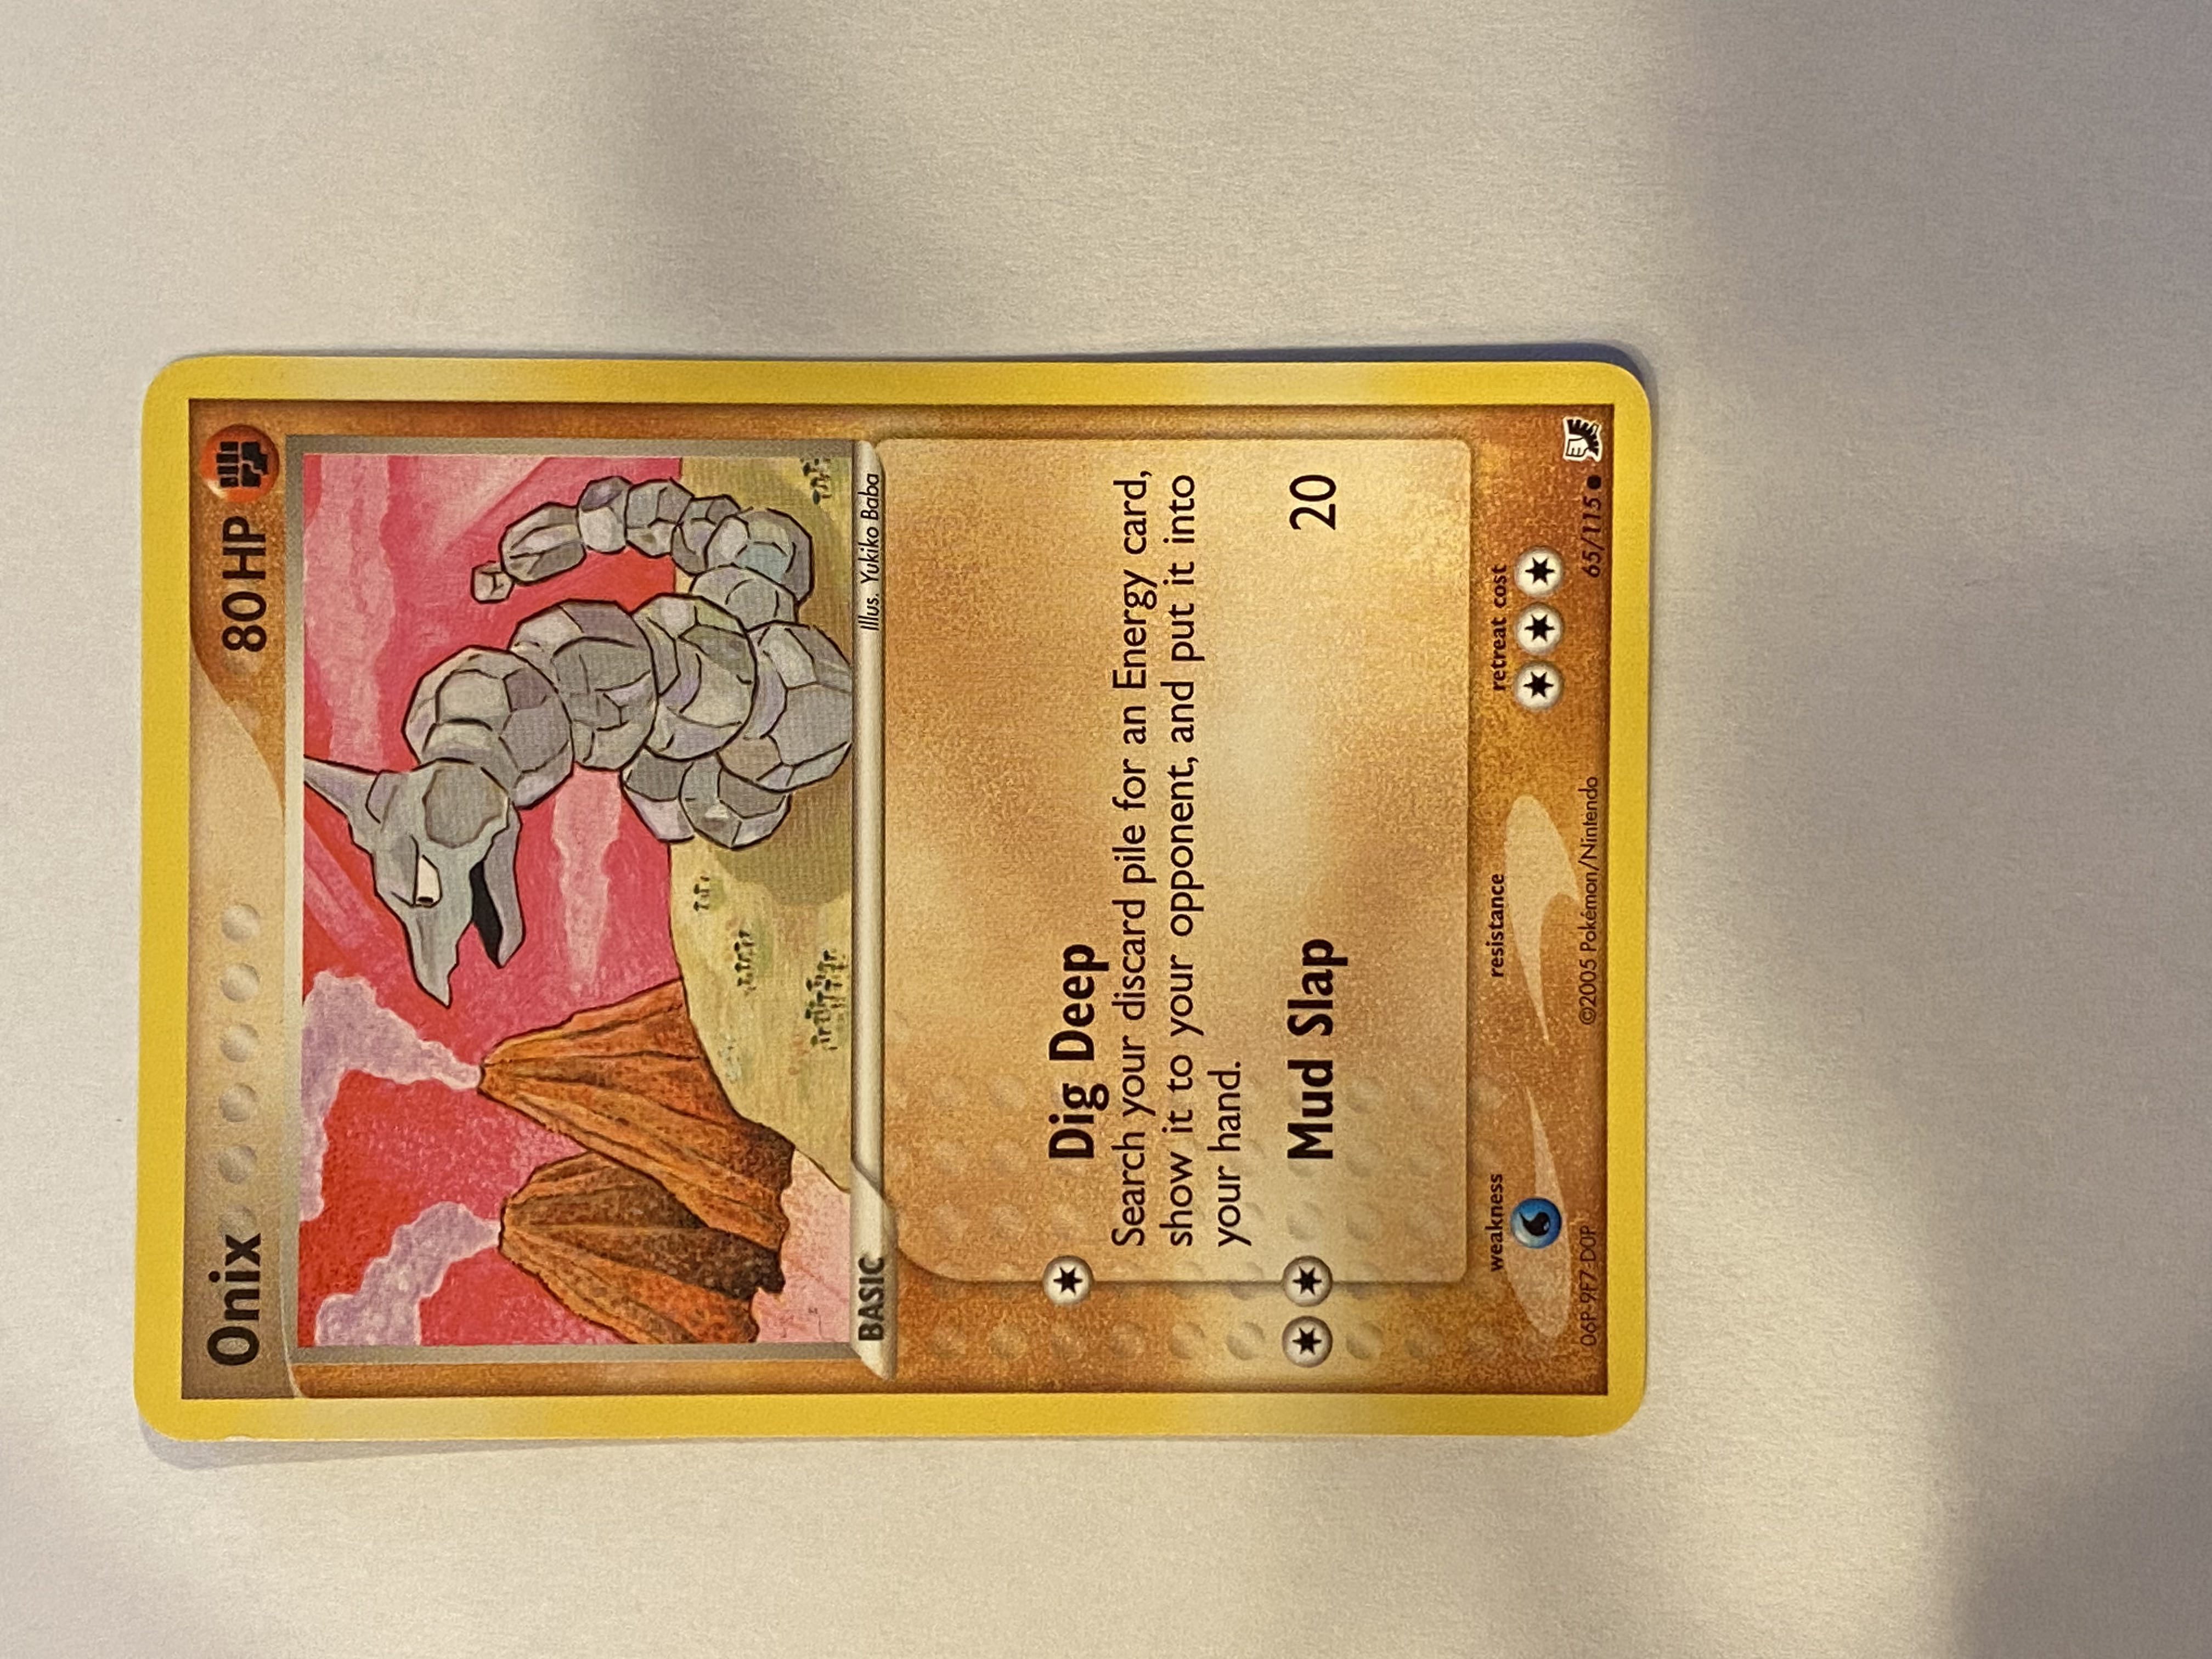 Onix
80 HP
BASIC
Illus. Yukiko Baba
Dig Deep
Search your discard pile for an Energy card,
show it to your opponent, and put it into
your hand.
Mud Slap 20
weakness resistance retreat cost
06P-9F7-D0P ©2005 Pokémon/Nintendo 65/115